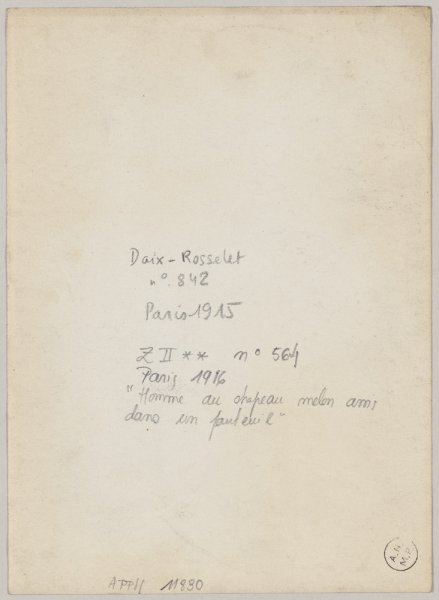 Daix-Rosselet
n°. 842
Paris-1915
Z II ** n° 564
Paris 1916
"Homme au chapeau melon assis
dans un fauteuil"
A.N.
M.P.
APPH 11830